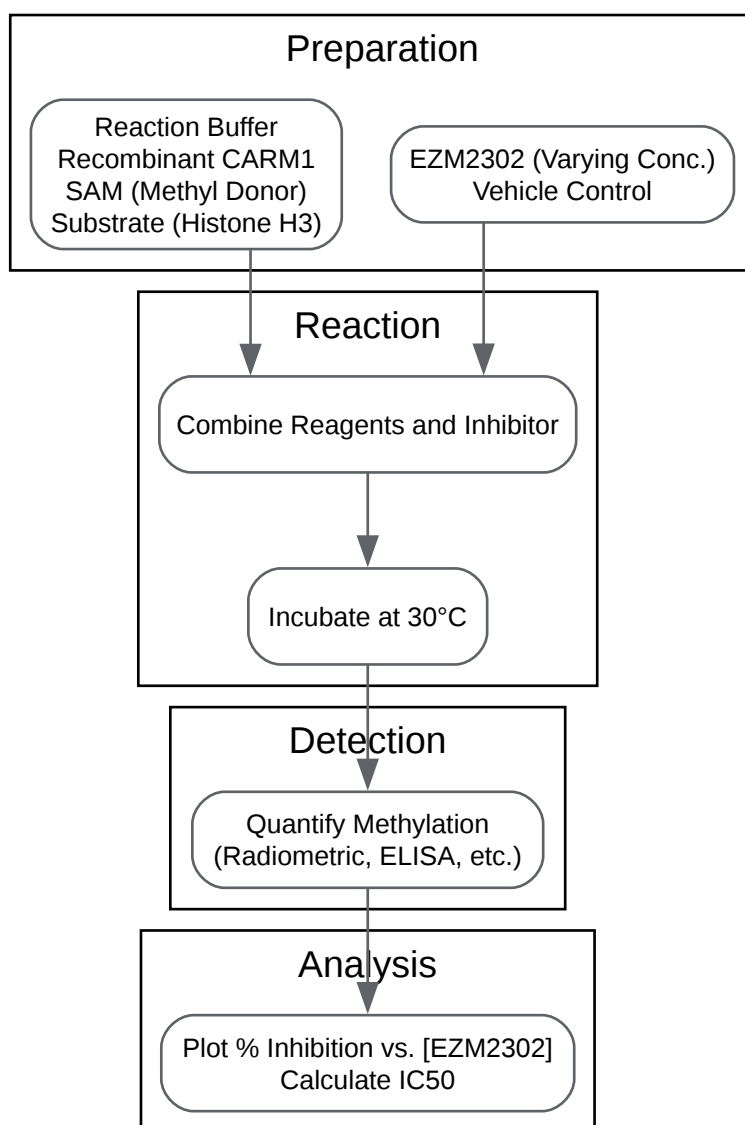 Preparation
Reaction Buffer
Recombinant CARM1
SAM (Methyl Donor)
Substrate (Histone H3)
EZM2302 (Varying Conc.)
Vehicle Control
Reaction
Combine Reagents and Inhibitor
Incubate at 30°C
Detection
Quantify Methylation
(Radiometric, ELISA, etc.)
Analysis
Plot % Inhibition vs. [EZM2302]
Calculate IC50